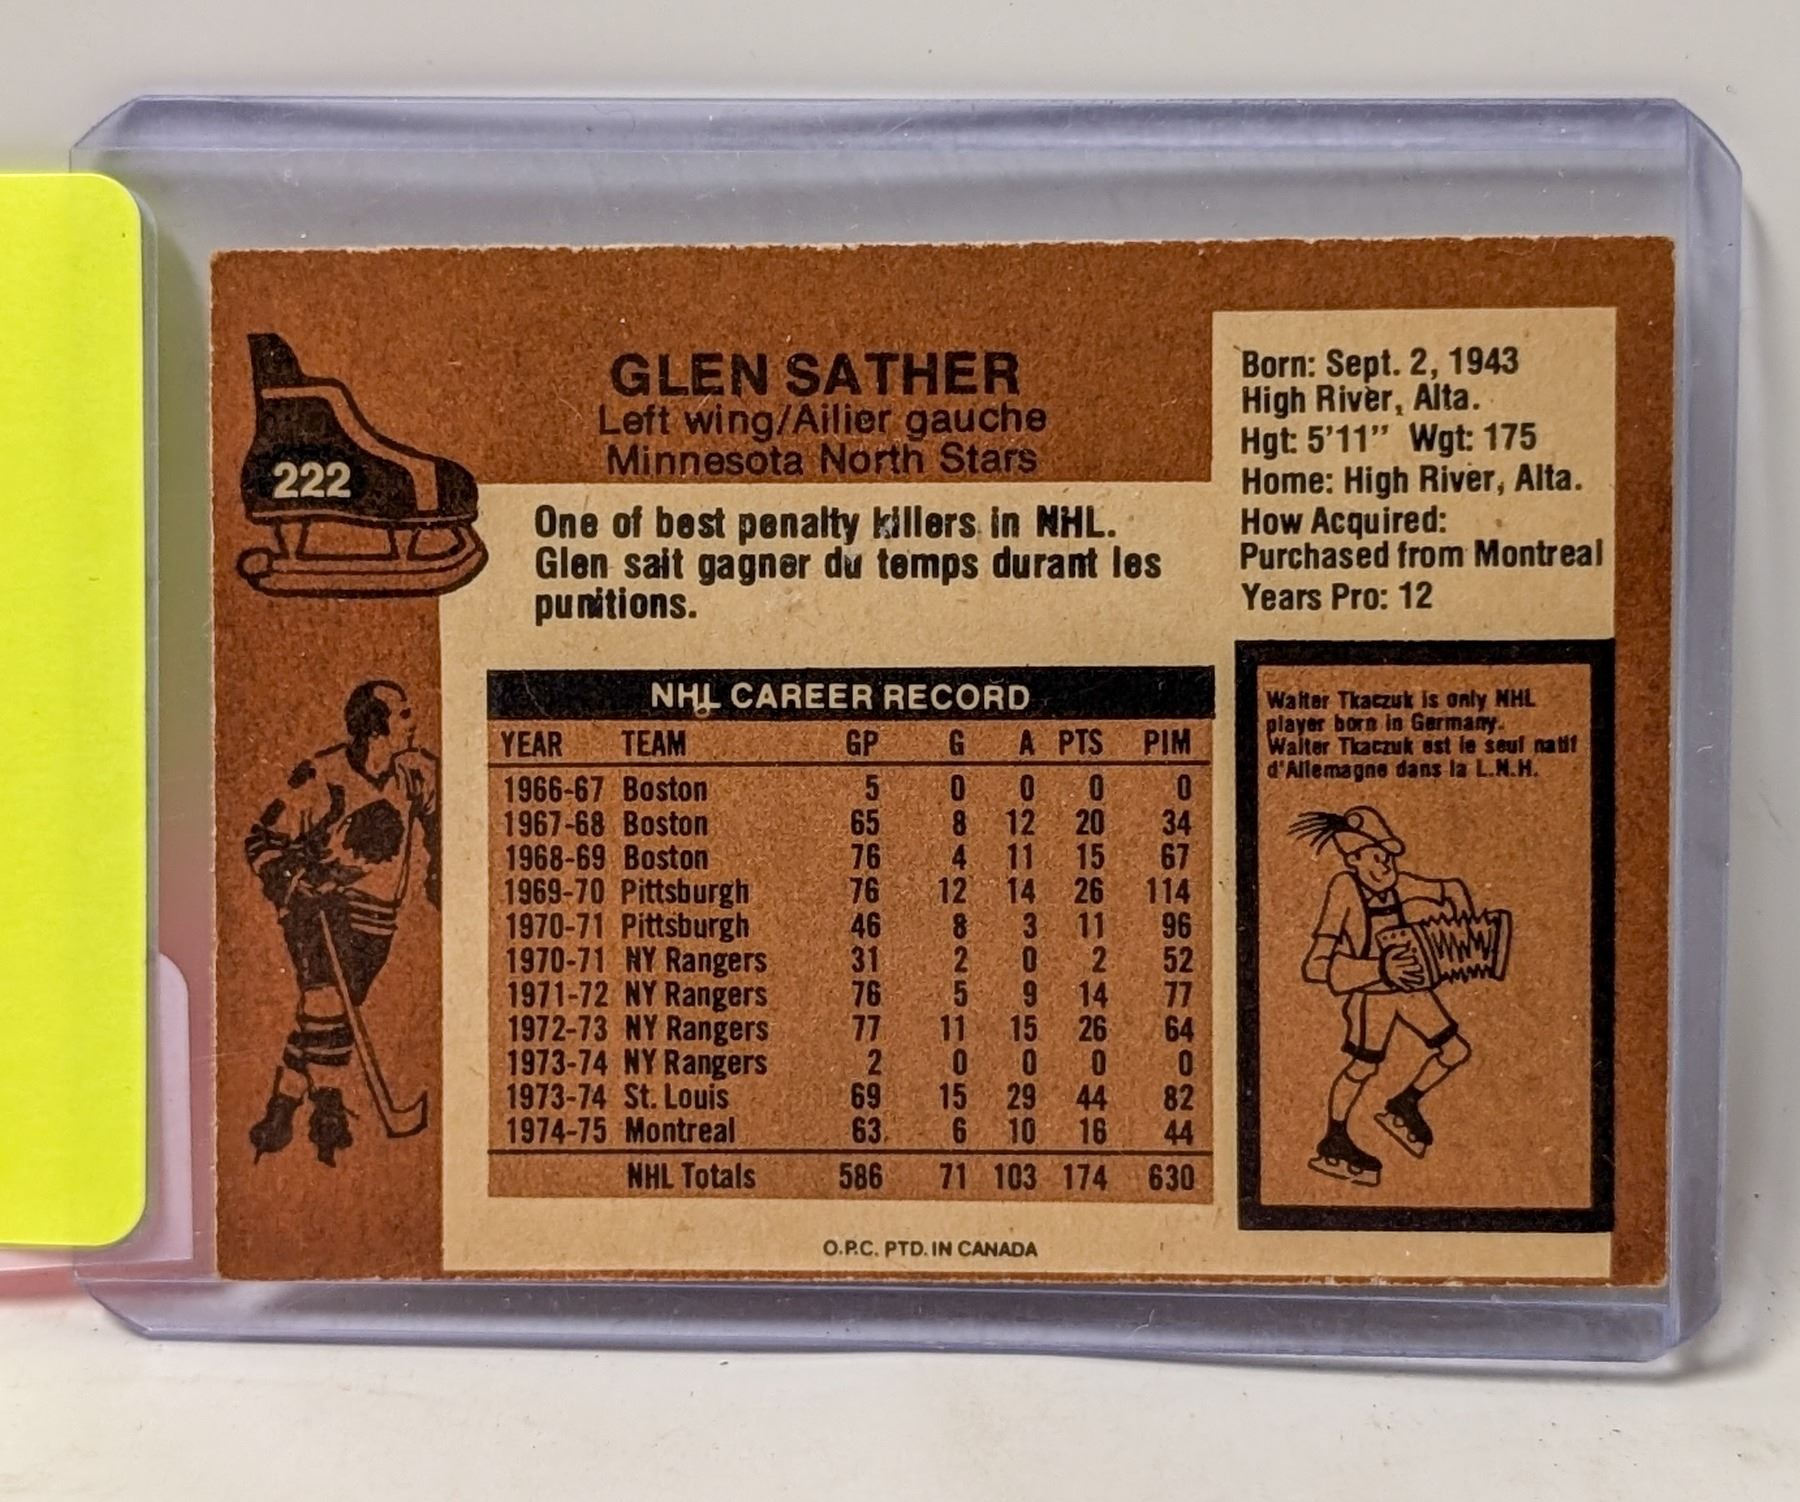 222
GLEN SATHER
Left wing/Ailier gauche
Minnesota North Stars
One of best penalty killers in NHL.
Glen sait gagner du temps durant les
punitions.
Born: Sept. 2, 1943
High River, Alta.
Hgt: 5'11" Wgt: 175
Home: High River, Alta.
How Acquired:
Purchased from Montreal
Years Pro: 12
NHL CAREER RECORD
YEAR TEAM GP G A PTS PIM
1966-67 Boston 5 0 0 0 0
1967-68 Boston 65 8 12 20 34
1968-69 Boston 76 4 11 15 67
1969-70 Pittsburgh 76 12 14 26 114
1970-71 Pittsburgh 46 8 3 11 96
1970-71 NY Rangers 31 2 0 2 52
1971-72 NY Rangers 76 5 9 14 77
1972-73 NY Rangers 77 11 15 26 64
1973-74 NY Rangers 2 0 0 0 0
1973-74 St. Louis 69 15 29 44 82
1974-75 Montreal 63 6 10 16 44
NHL Totals 586 71 103 174 630
Walter Tkaczuk is only NHL
player born in Germany.
Walter Tkaczuk est le seul natif
d'Allemagne dans la L.N.H.
O.P.C. PTD. IN CANADA